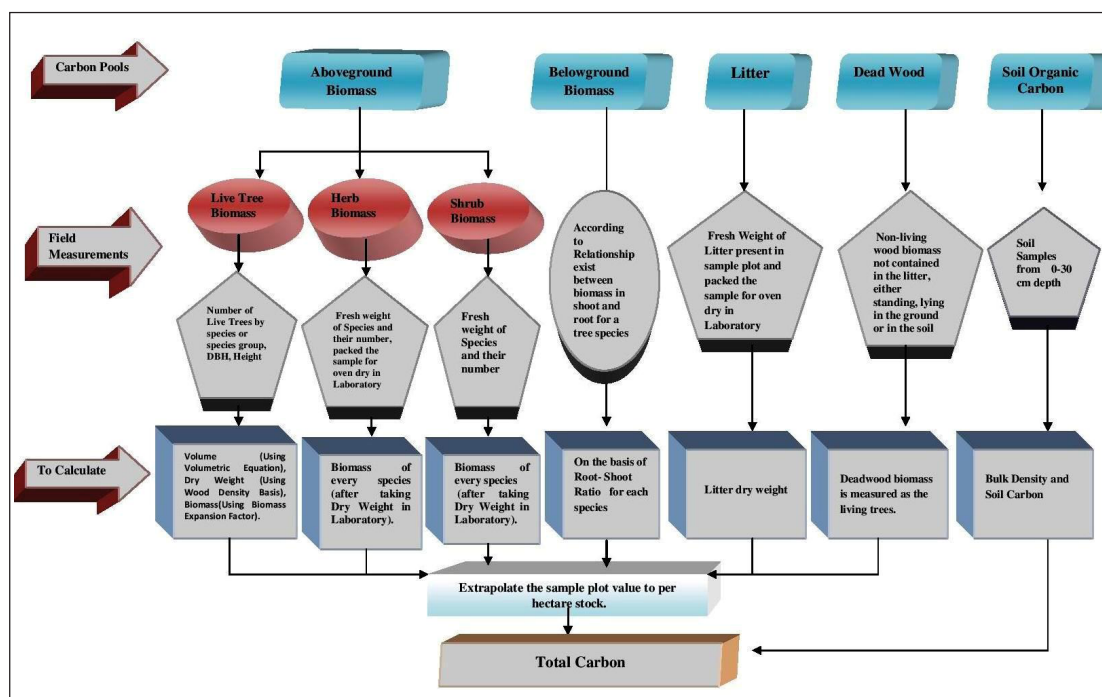 Carbon Pools
Aboveground
Biomass
Belowground
Biomass
Litter
Dead Wood
Soil Organic
Carbon
Field
Measurements
Live Tree
Biomass
Herb
Biomass
Shrub
Biomass
Number of
Live Trees by
species or
species group,
DBH, Height
Fresh weight
of Species and
their number,
packed the
sample for
oven dry in
Laboratory
Fresh
weight of
Species
and their
number
According
to
Relationship
exist
between
biomass in
shoot and
root for a
tree species
Fresh Weight of
Litter present in
sample plot and
packed the
sample for oven
dry in
Laboratory
Non-living
wood biomass
not contained
in the litter,
either
standing, lying
in the ground
or in the soil
Soil
Samples
from 0-30
cm depth
To Calculate
Volume (Using
Volumetric Equation),
Dry Weight (Using
Wood Density Basis),
Biomass(Using Biomass
Expansion Factor).
Biomass of
every species
(after taking
Dry Weight in
Laboratory).
Biomass of
every species
(after taking
Dry Weight in
Laboratory).
On the basis of
Root- Shoot
Ratio for each
species
Litter dry weight
Deadwood biomass
is measured as the
living trees.
Bulk Density and
Soil Carbon
Extrapolate the sample plot value to per
hectare stock.
Total Carbon